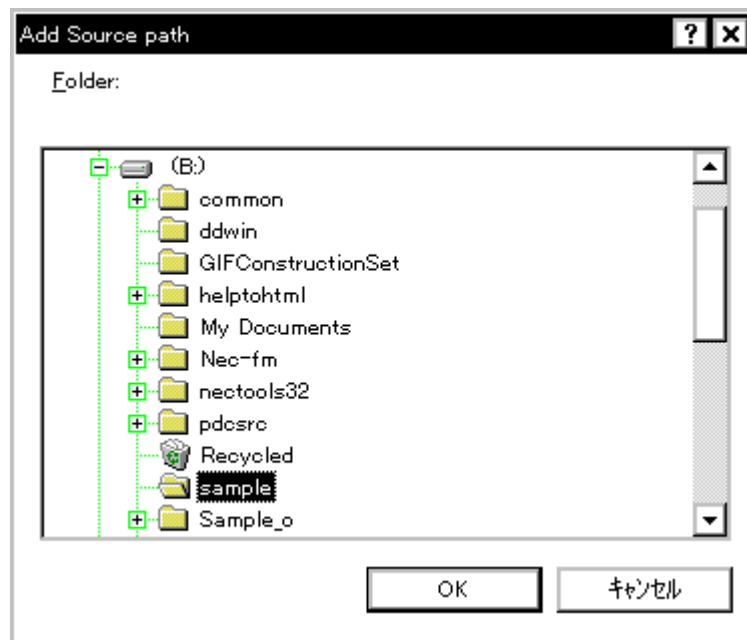 Add Source path
Folder:
(B:)
common
ddwin
GIFConstructionSet
helptohtml
My Documents
Nec-fm
nectools32
pdcsrc
Recycled
sample
Sample_o
OK キャンセル